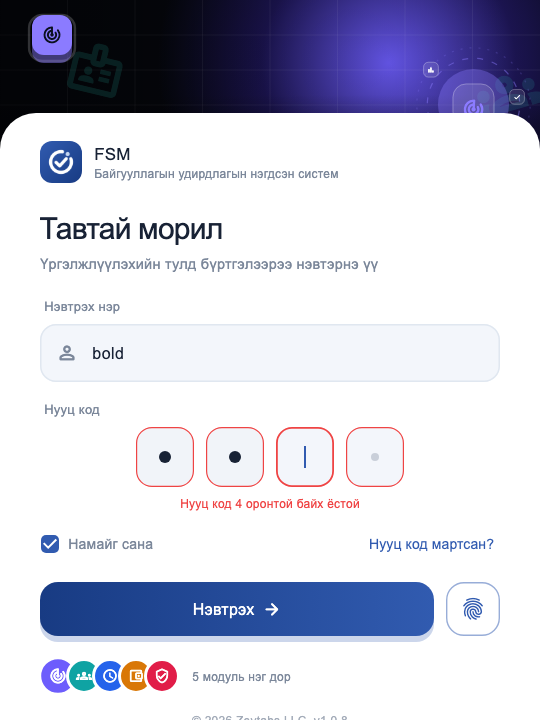 FSM
Байгууллагын удирдлагын нэгдсэн систем
Тавтай морил
Үргэлжлүүлэхийн тулд бүртгэлээрээ нэвтэрнэ үү
Нэвтрэх нэр
bold
Нууц код
Нууц код 4 оронтой байх ёстой
Намайг сана
Нууц код мартсан?
Нэвтрэх
5 модуль нэг дор